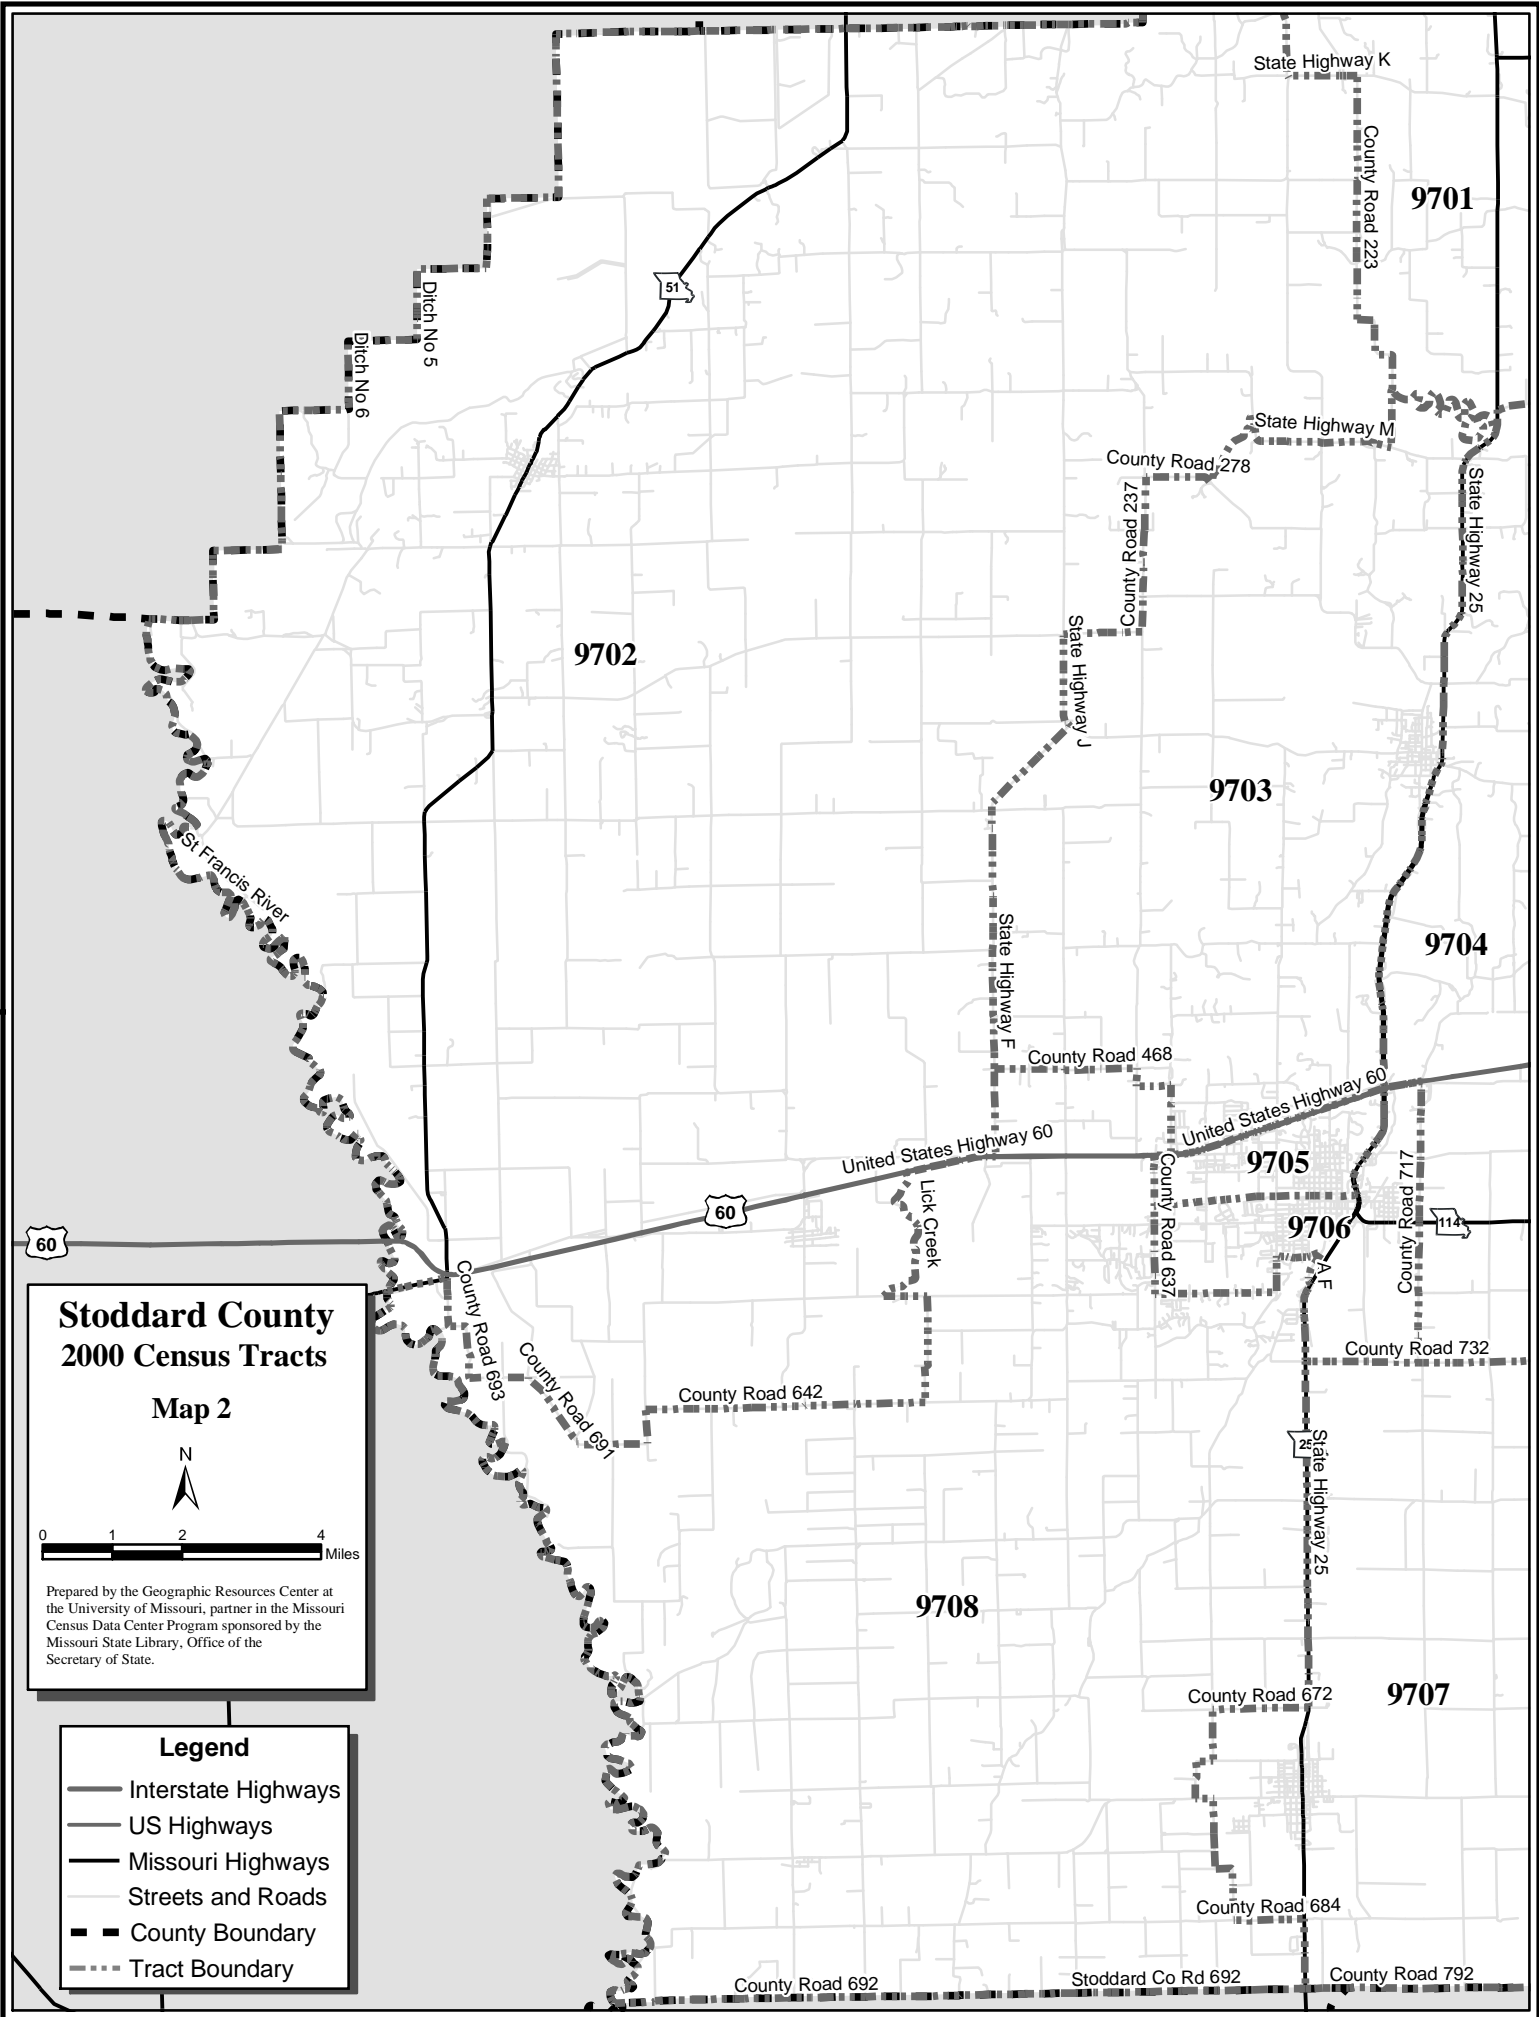 State Highway K
County Road 223
9701
51
Ditch No 5
Ditch No 6
State Highway M
County Road 278
County Road 237
State Highway 25
State Highway J
9702
9703
St Francis River
State Highway F
9704
County Road 468
United States Highway 60
United States Highway 60
9705
County Road 717
County Road 637
Lick Creek
60
60
9706
114
A F
County Road 693
County Road 732
County Road 691
County Road 642
25
State Highway 25
Stoddard County
2000 Census Tracts
Map 2
N
0 1 2 4
Miles
Prepared by the Geographic Resources Center at
the University of Missouri, partner in the Missouri
Census Data Center Program sponsored by the
Missouri State Library, Office of the
Secretary of State.
9708
County Road 672
9707
Legend
Interstate Highways
US Highways
Missouri Highways
Streets and Roads
County Boundary
Tract Boundary
County Road 684
County Road 692
Stoddard Co Rd 692
County Road 792